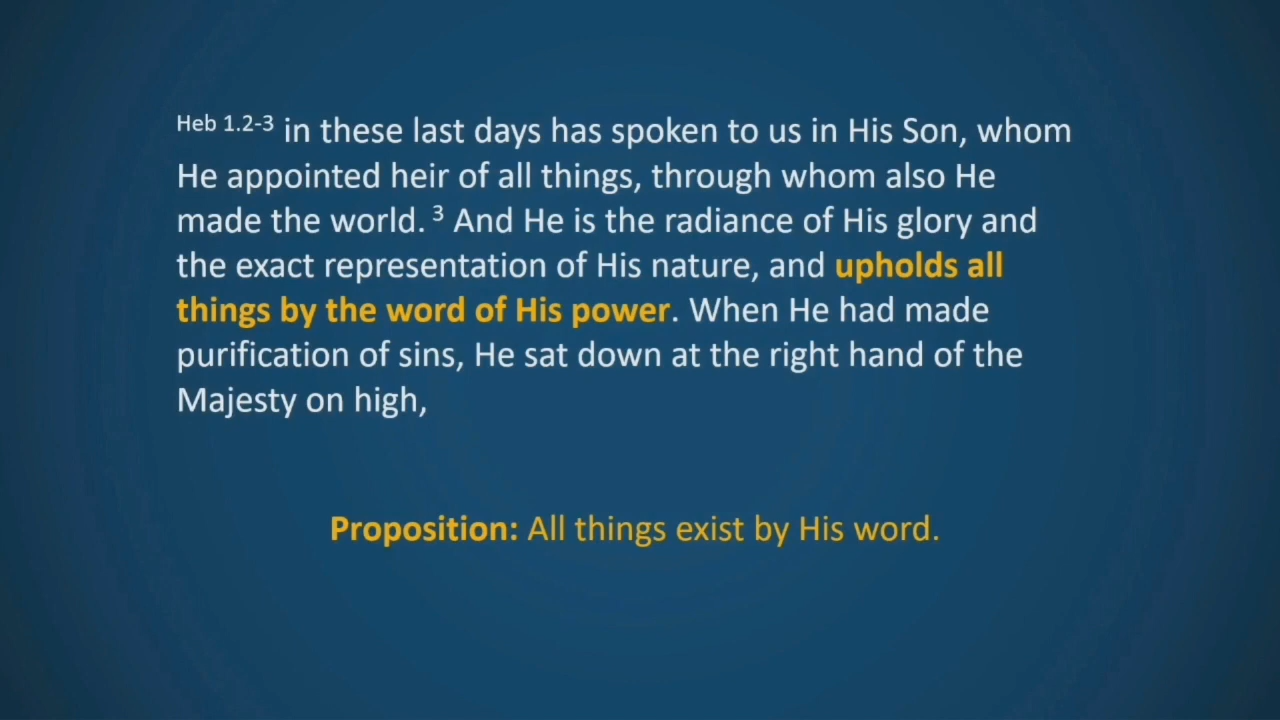 Heb 1.2-3 in these last days has spoken to us in His Son, whom
He appointed heir of all things, through whom also He
made the world. 3 And He is the radiance of His glory and
the exact representation of His nature, and upholds all
things by the word of His power. When He had made
purification of sins, He sat down at the right hand of the
Majesty on high,
Proposition: All things exist by His word.